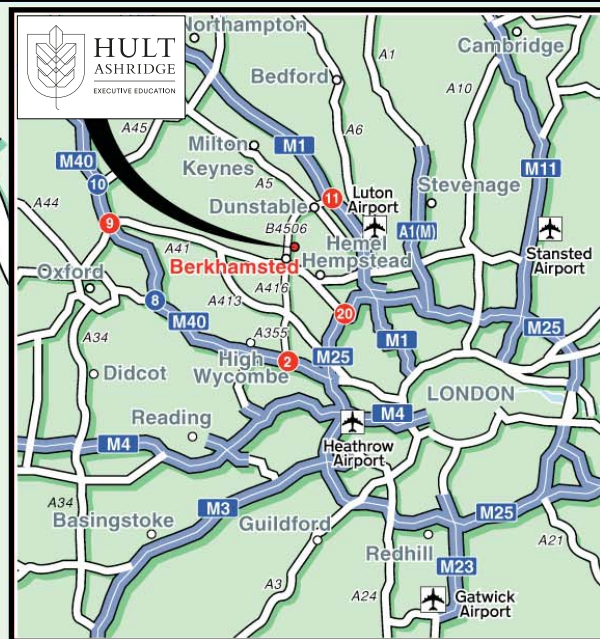 HULT
ASHRIDGE
EXECUTIVE EDUCATION
Northampton
Cambridge
A1
Bedford
A10
A45
A6
Milton
Keynes
M1
M40
M11
10
A5
11
Luton
Airport
Stevenage
Dunstable
A44
9
B4506
A1(M)
A41
Hemel
Hempstead
Stansted
Airport
Berkhamsted
Oxford
A416
8
A413
20
M40
A355
M25
A34
High
Wycombe
2
M25
M1
Didcot
LONDON
Reading
M4
M4
Heathrow
Airport
A34
M3
Basingstoke
Guildford
M25
A21
Redhill
M23
A3
A24
Gatwick
Airport